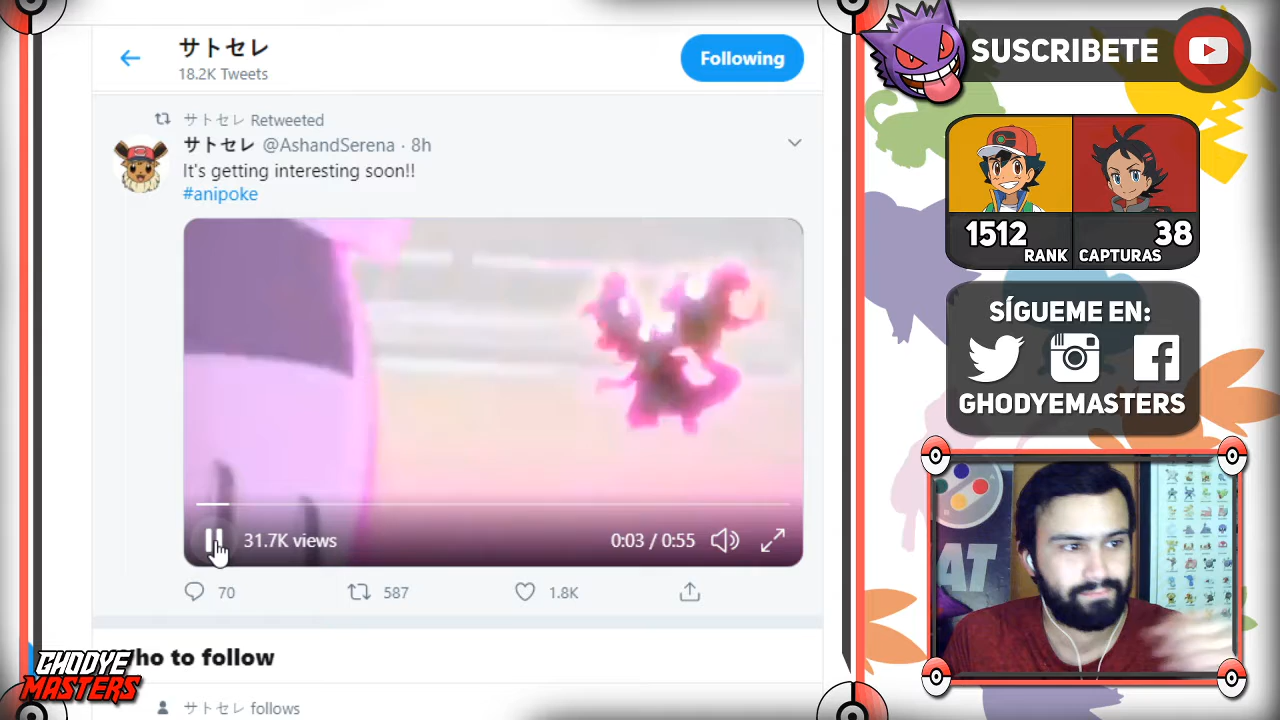 サトセレ
18.2K Tweets
Following
サトセレ Retweeted
サトセレ @AshandSerena · 8h
It's getting interesting soon!!
#anipoke
31.7K views
0:03 / 0:55
70
587
1.8K
ho to follow
サトセレ follows
GHODYE
MASTERS
SUSCRIBETE
1512
RANK
38
CAPTURAS
SÍGUEME EN:
GHODYEMASTERS
AT